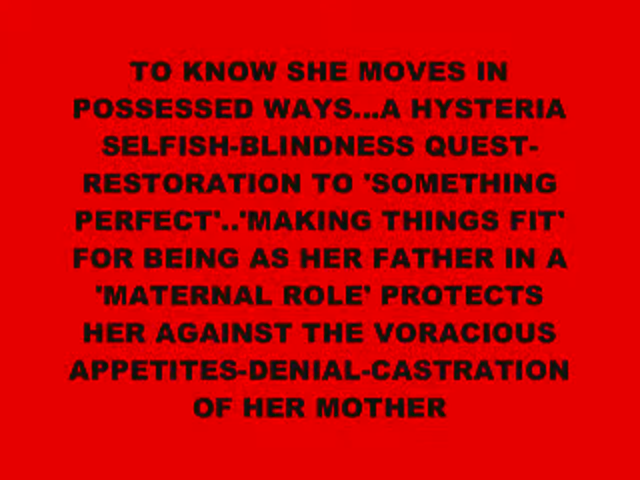 TO KNOW SHE MOVES IN
POSSESSED WAYS...A HYSTERIA
SELFISH-BLINDNESS QUEST-
RESTORATION TO 'SOMETHING
PERFECT'..'MAKING THINGS FIT'
FOR BEING AS HER FATHER IN A
'MATERNAL ROLE' PROTECTS
HER AGAINST THE VORACIOUS
APPETITES-DENIAL-CASTRATION
OF HER MOTHER